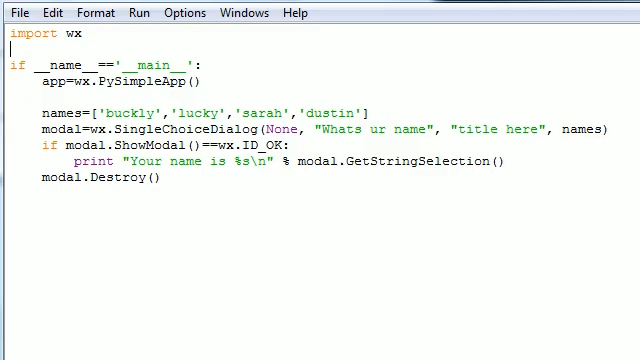 File Edit Format Run Options Windows Help
import wx
if __name__=='__main__':
app=wx.PySimpleApp()
names=['buckly','lucky','sarah','dustin']
modal=wx.SingleChoiceDialog(None, "Whats ur name", "title here", names)
if modal.ShowModal()==wx.ID_OK:
print "Your name is %s\n" % modal.GetStringSelection()
modal.Destroy()